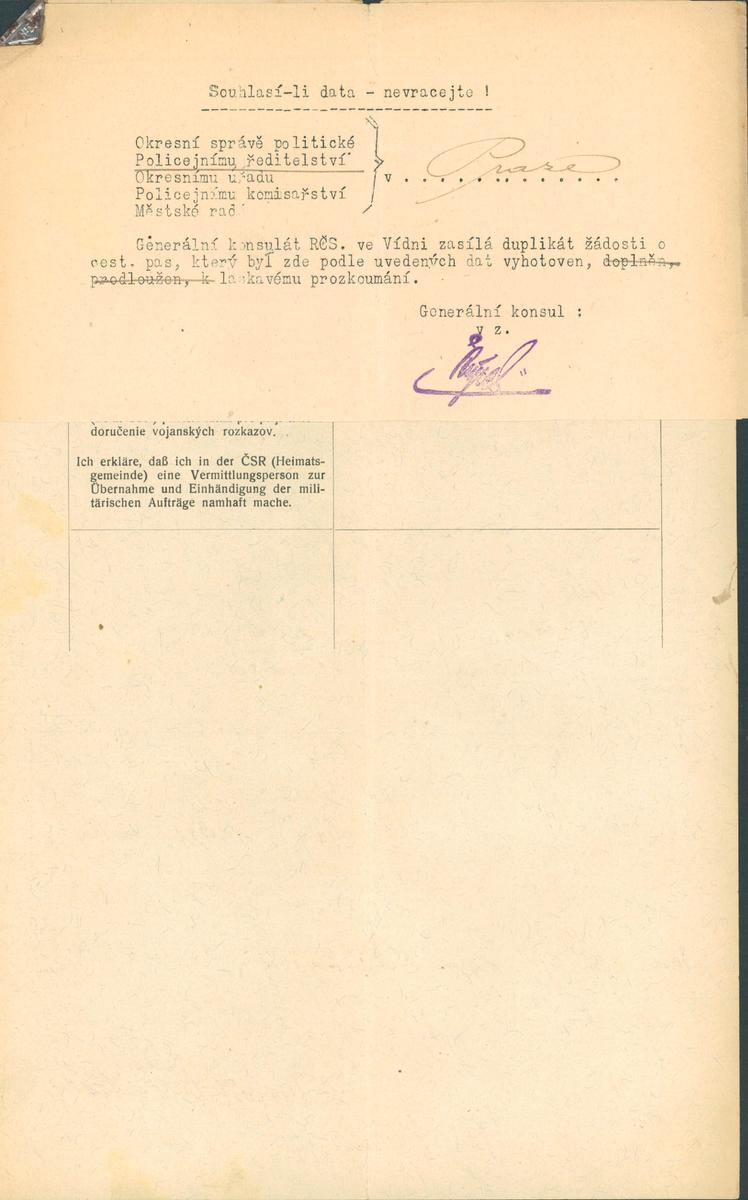 Souhlasí-li data - nevracejte !
Okresní správě politické
Policejnímu ředitelství
Okresnímu úřadu
Policejnímu komisařství
Městské radě
v . . . . . . . . . . . . . Praze
Generální konsulát RČS. ve Vídni zasílá duplikát žádosti o
cest. pas, který byl zde podle uvedených dat vyhotoven, doplněn,
prodloužen, k laskavému prozkoumání.
Generální konsul :
v z.
doručenie vojanských rozkazov.
Ich erkläre, daß ich in der ČSR (Heimats-
gemeinde) eine Vermittlungsperson zur
Übernahme und Einhändigung der mili-
tärischen Aufträge namhaft mache.